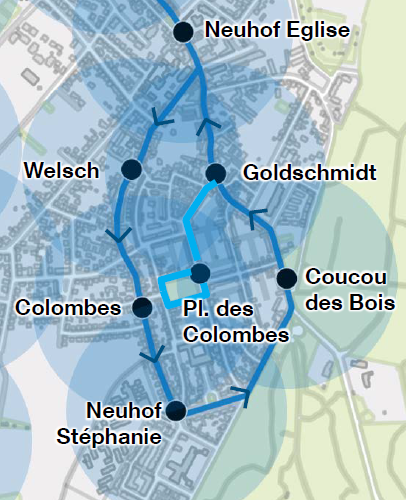 Neuhof Eglise
Welsch
Goldschmidt
Coucou
des Bois
Colombes
Pl. des
Colombes
Neuhof
Stéphanie